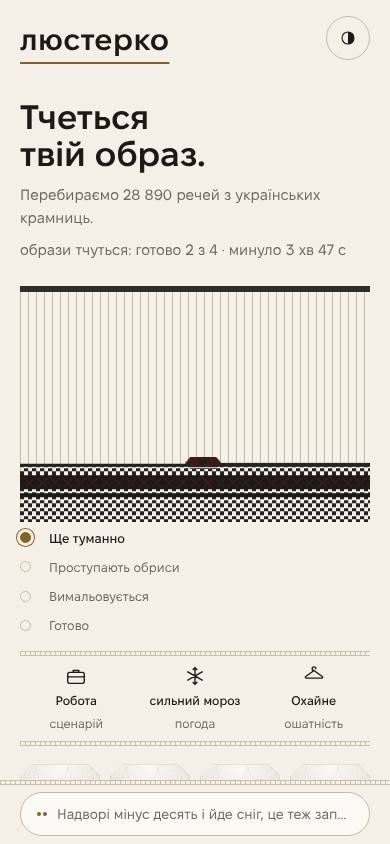 люстерко
Тчеться
твій образ.
Перебираємо 28 890 речей з українських
крамниць.
образи тчуться: готово 2 з 4 · минуло 3 хв 47 с
Ще туманно
Проступають обриси
Вимальовується
Готово
Робота
сильний мороз
Охайне
сценарій
погода
ошатність
Надворі мінус десять і йде сніг, це теж зап...